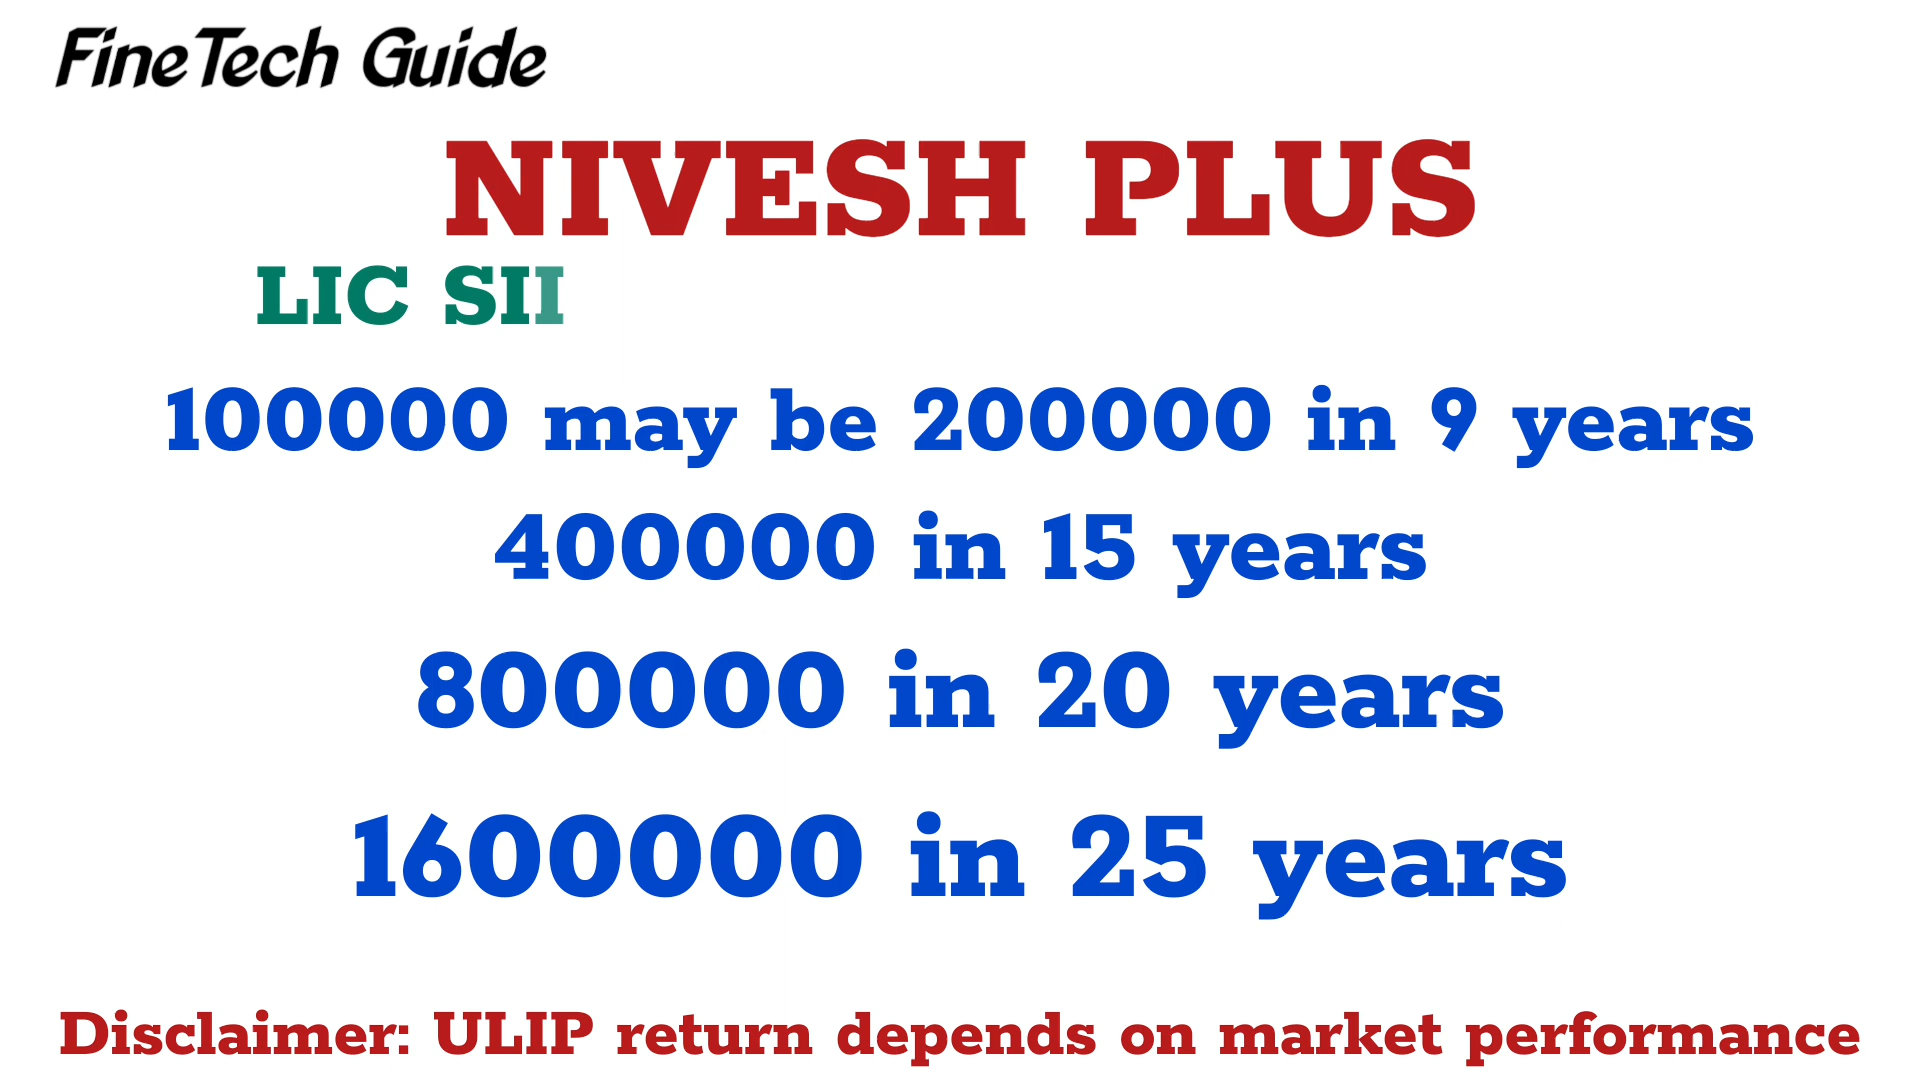 FineTech Guide
NIVESH PLUS
LIC SII
100000 may be 200000 in 9 years
400000 in 15 years
800000 in 20 years
1600000 in 25 years
Disclaimer: ULIP return depends on market performance